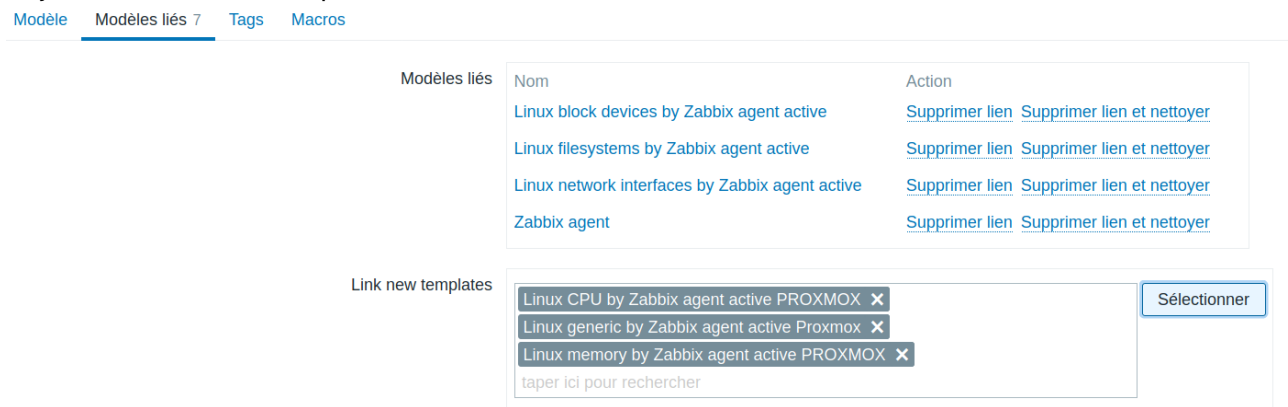 Modèle Modèles liés 7 Tags Macros
Modèles liés Nom Action
Linux block devices by Zabbix agent active Supprimer lien Supprimer lien et nettoyer
Linux filesystems by Zabbix agent active Supprimer lien Supprimer lien et nettoyer
Linux network interfaces by Zabbix agent active Supprimer lien Supprimer lien et nettoyer
Zabbix agent Supprimer lien Supprimer lien et nettoyer
Link new templates
Linux CPU by Zabbix agent active PROXMOX × Sélectionner
Linux generic by Zabbix agent active Proxmox ×
Linux memory by Zabbix agent active PROXMOX ×
taper ici pour rechercher